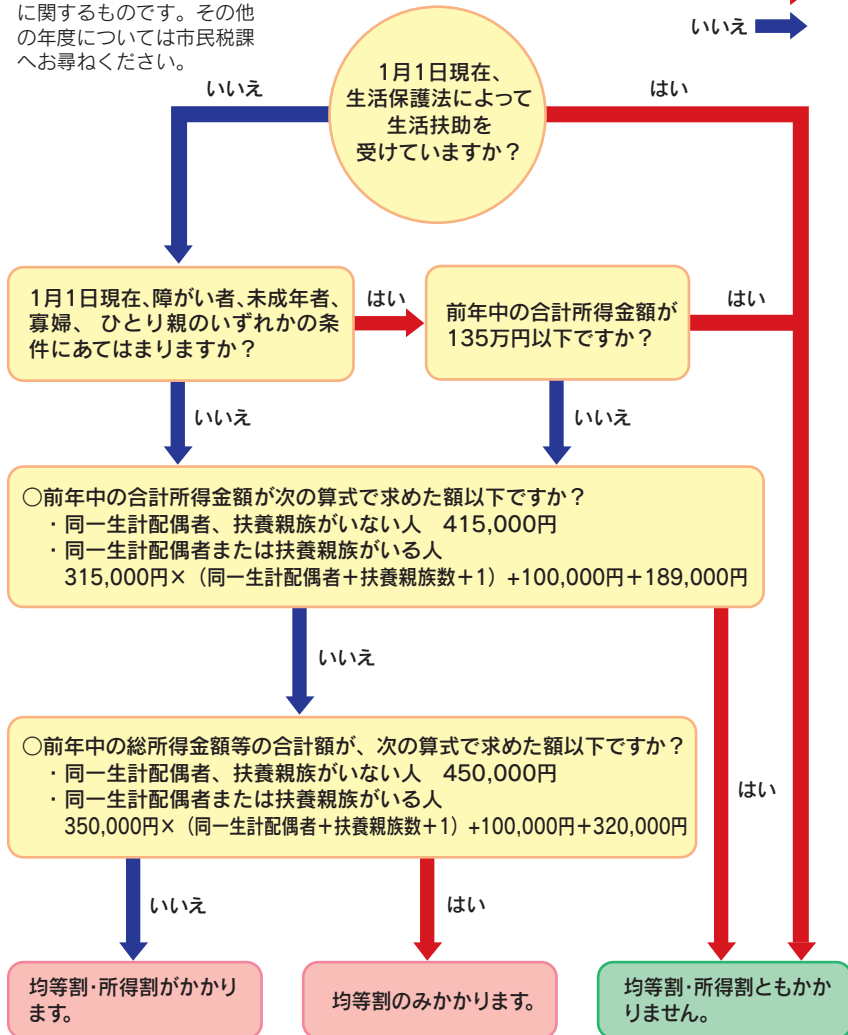 に関するものです。その他
の年度については市民税課
へお尋ねください。
いいえ
1月1日現在、
生活保護法によって
生活扶助を
受けていますか？
いいえ
はい
1月1日現在、障がい者、未成年者、
寡婦、 ひとり親のいずれかの条
件にあてはまりますか？
はい
前年中の合計所得金額が
135万円以下ですか？
はい
いいえ
いいえ
○前年中の合計所得金額が次の算式で求めた額以下ですか？
・同一生計配偶者、扶養親族がいない人　415,000円
・同一生計配偶者または扶養親族がいる人
315,000円×（同一生計配偶者＋扶養親族数＋1）+100,000円＋189,000円
いいえ
○前年中の総所得金額等の合計額が、次の算式で求めた額以下ですか？
・同一生計配偶者、扶養親族がいない人　450,000円
・同一生計配偶者または扶養親族がいる人
350,000円×（同一生計配偶者＋扶養親族数＋1）+100,000円＋320,000円
はい
いいえ
はい
均等割・所得割がかかり
ます。
均等割のみかかります。
均等割・所得割ともかか
りません。